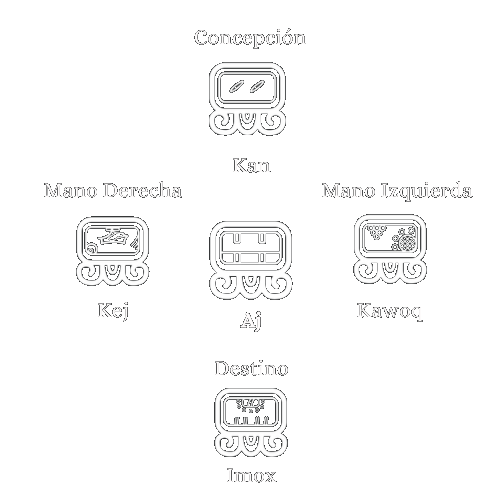 Concepción
Kan
Mano Derecha
Mano Izquierda
Kej
Aj
Kawoq
Destino
Imox